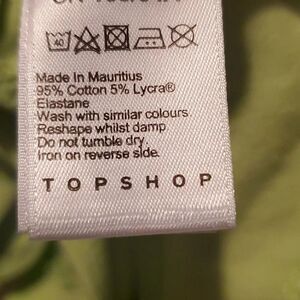 40
Made In Mauritius
95% Cotton 5% Lycra®
Elastane
Wash with similar colours
Reshape whilst damp
Do not tumble dry
Iron on reverse side.
TOPSHOP